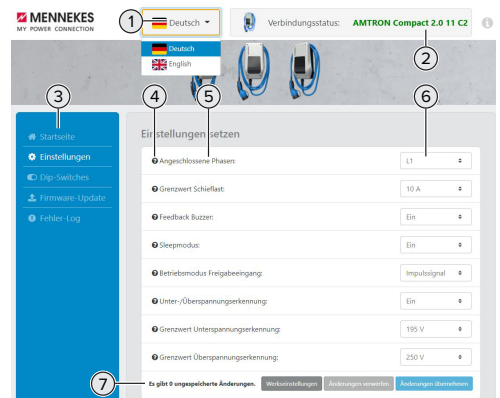 MENNEKES
MY POWER CONNECTION
1
Deutsch
Verbindungsstatus: AMTRON Compact 2.0 11 C2
Deutsch
English
2
3
4
5
6
Startseite
Einstellungen
Dip-Switches
Firmware-Update
Fehler-Log
Einstellungen setzen
Angeschlossene Phasen: L1
Grenzwert Schieflast: 10 A
Feedback Buzzer: Ein
Sleepmodus: Ein
Betriebsmodus Freigabeeingang: Impulssignal
Unter-/Überspannungserkennung: Ein
Grenzwert Unterspannungserkennung: 195 V
Grenzwert Überspannungserkennung: 250 V
7
Es gibt 0 ungespeicherte Änderungen. Werkseinstellungen Änderungen verwerfen Änderungen übernehmen